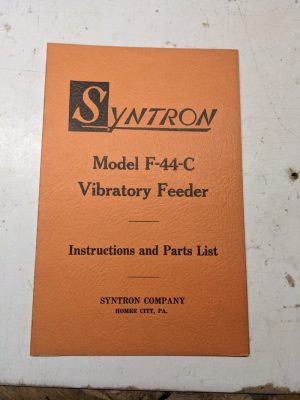 SYNTRON
Model F-44-C
Vibratory Feeder
Instructions and Parts List
SYNTRON COMPANY
HOMER CITY, PA.